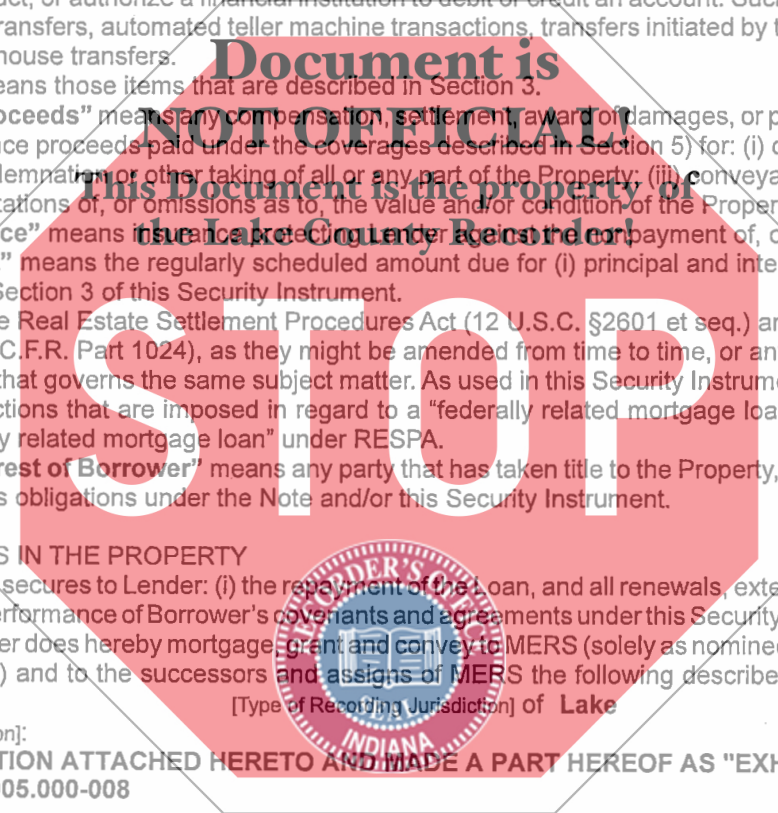 act, or authorize a financial institution to debit or credit an account. Such
ransfers, automated teller machine transactions, transfers initiated by t
house transfers.
Document is
eans those items that are described in Section 3.
NOT OFFICIAL!
oceeds” means any compensation, settlement, award of damages, or p
nce proceeds paid under the coverages described in Section 5) for: (i) d
This Document is the property of
demnation or other taking of all or any part of the Property; (iii) conveya
tations of, or omissions as to, the value and/or condition of the Proper
the Lake County Recorder!
ce” means insurance protecting Lender against the nonpayment of, o
” means the regularly scheduled amount due for (i) principal and inte
Section 3 of this Security Instrument.
STOP
e Real Estate Settlement Procedures Act (12 U.S.C. §2601 et seq.) an
C.F.R. Part 1024), as they might be amended from time to time, or an
that governs the same subject matter. As used in this Security Instrume
ctions that are imposed in regard to a “federally related mortgage loa
y related mortgage loan” under RESPA.
rest of Borrower” means any party that has taken title to the Property,
s obligations under the Note and/or this Security Instrument.
S IN THE PROPERTY
secures to Lender: (i) the repayment of the Loan, and all renewals, exte
erformance of Borrower’s covenants and agreements under this Security
er does hereby mortgage, grant and convey to MERS (solely as nominee
) and to the successors and assigns of MERS the following describe
[Type of Recording Jurisdiction] of Lake
on]:
TION ATTACHED HERETO AND MADE A PART HEREOF AS "EXH
005.000-008
RECORDER'S OFFICE
SEAL
INDIANA